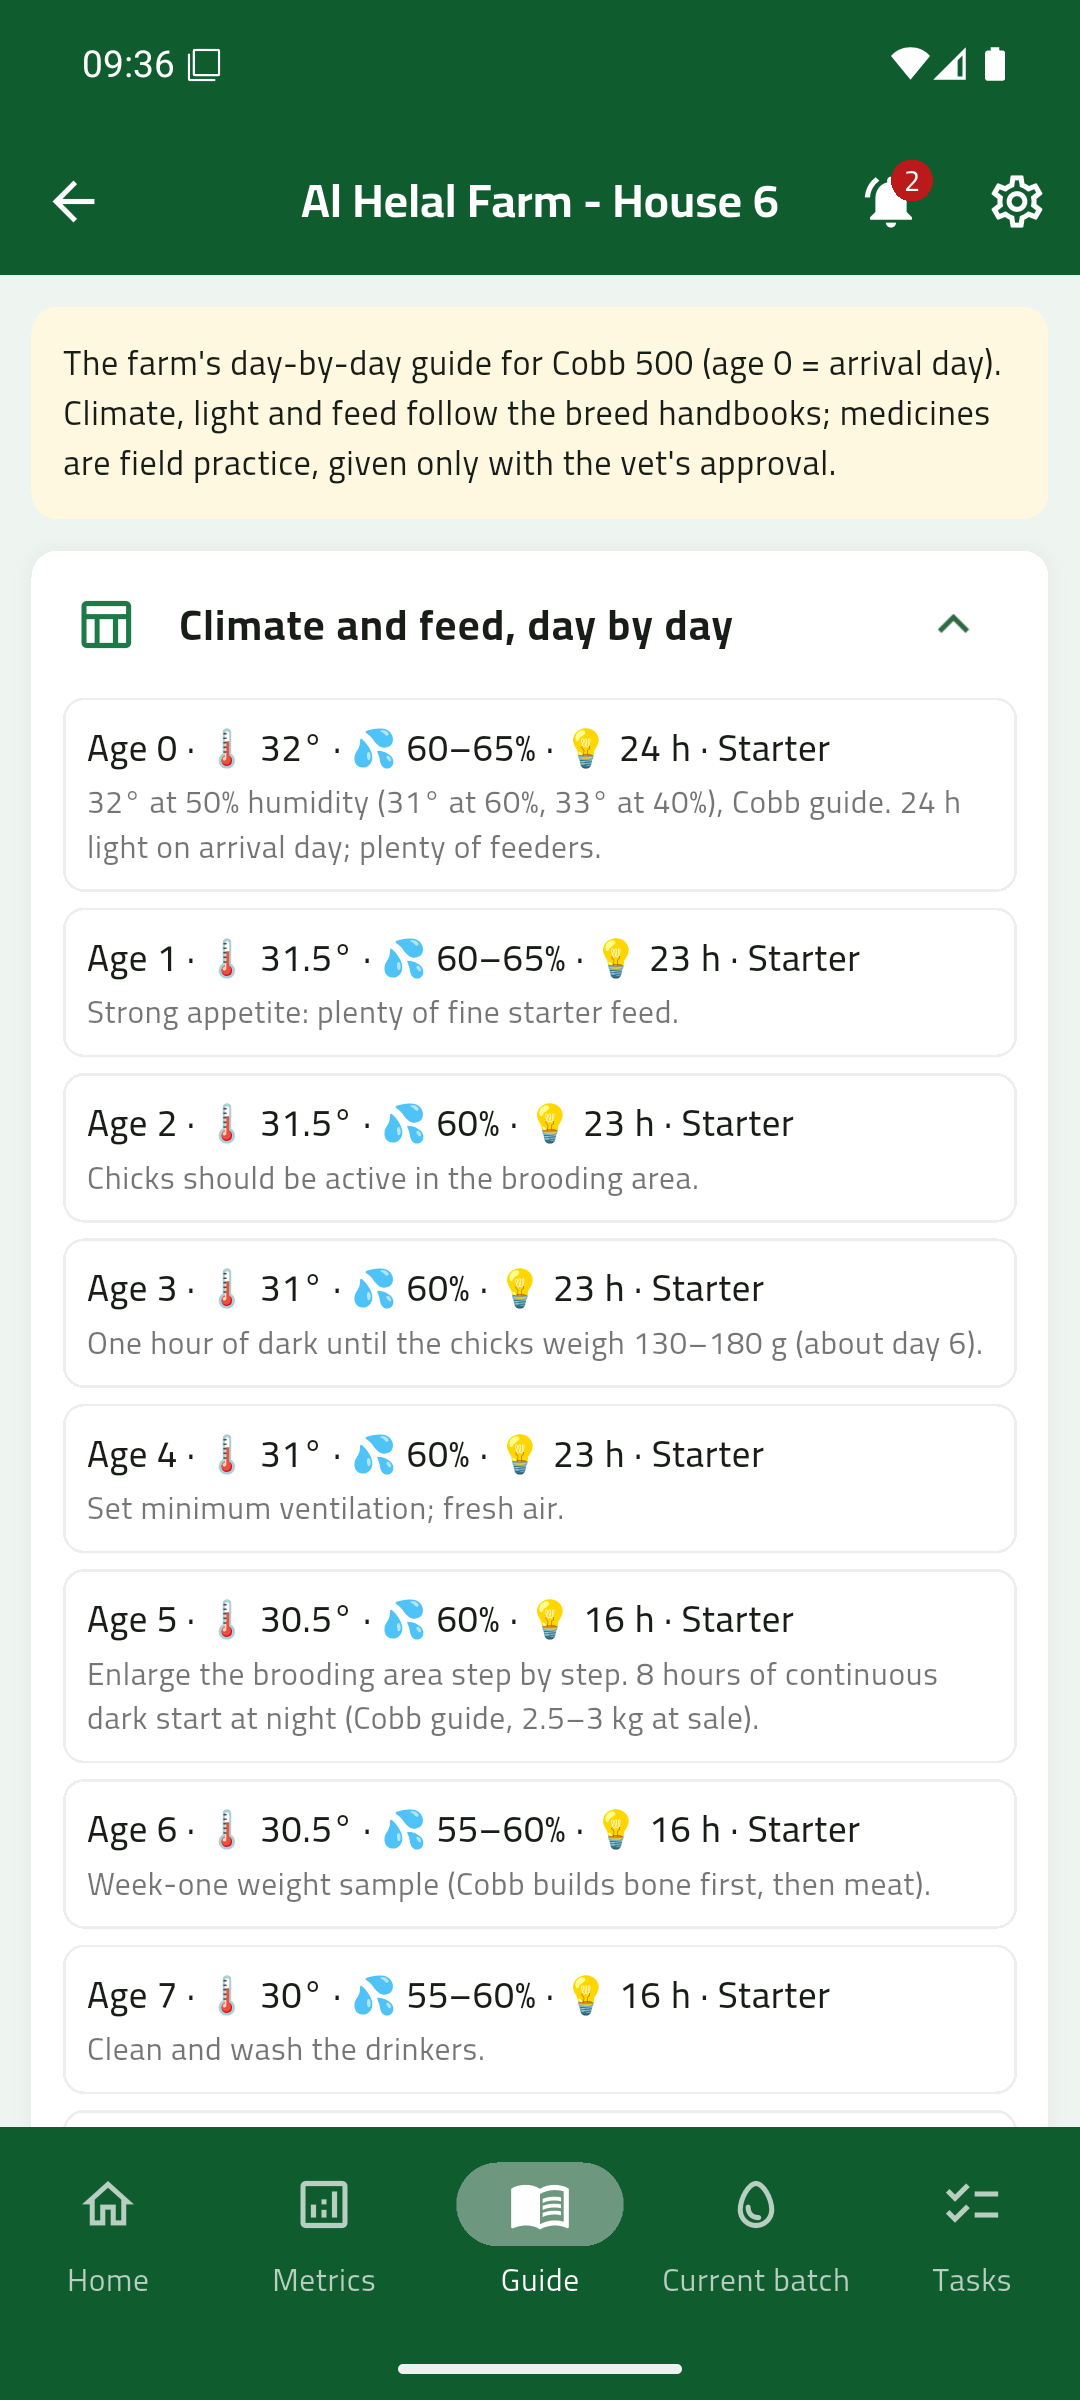 09:36
Al Helal Farm - House 6
2
The farm's day-by-day guide for Cobb 500 (age 0 = arrival day).
Climate, light and feed follow the breed handbooks; medicines
are field practice, given only with the vet's approval.
Climate and feed, day by day
Age 0 · 🌡️ 32° · 💦 60–65% · 💡 24 h · Starter
32° at 50% humidity (31° at 60%, 33° at 40%), Cobb guide. 24 h
light on arrival day; plenty of feeders.
Age 1 · 🌡️ 31.5° · 💦 60–65% · 💡 23 h · Starter
Strong appetite: plenty of fine starter feed.
Age 2 · 🌡️ 31.5° · 💦 60% · 💡 23 h · Starter
Chicks should be active in the brooding area.
Age 3 · 🌡️ 31° · 💦 60% · 💡 23 h · Starter
One hour of dark until the chicks weigh 130–180 g (about day 6).
Age 4 · 🌡️ 31° · 💦 60% · 💡 23 h · Starter
Set minimum ventilation; fresh air.
Age 5 · 🌡️ 30.5° · 💦 60% · 💡 16 h · Starter
Enlarge the brooding area step by step. 8 hours of continuous
dark start at night (Cobb guide, 2.5–3 kg at sale).
Age 6 · 🌡️ 30.5° · 💦 55–60% · 💡 16 h · Starter
Week-one weight sample (Cobb builds bone first, then meat).
Age 7 · 🌡️ 30° · 💦 55–60% · 💡 16 h · Starter
Clean and wash the drinkers.
Home
Metrics
Guide
Current batch
Tasks